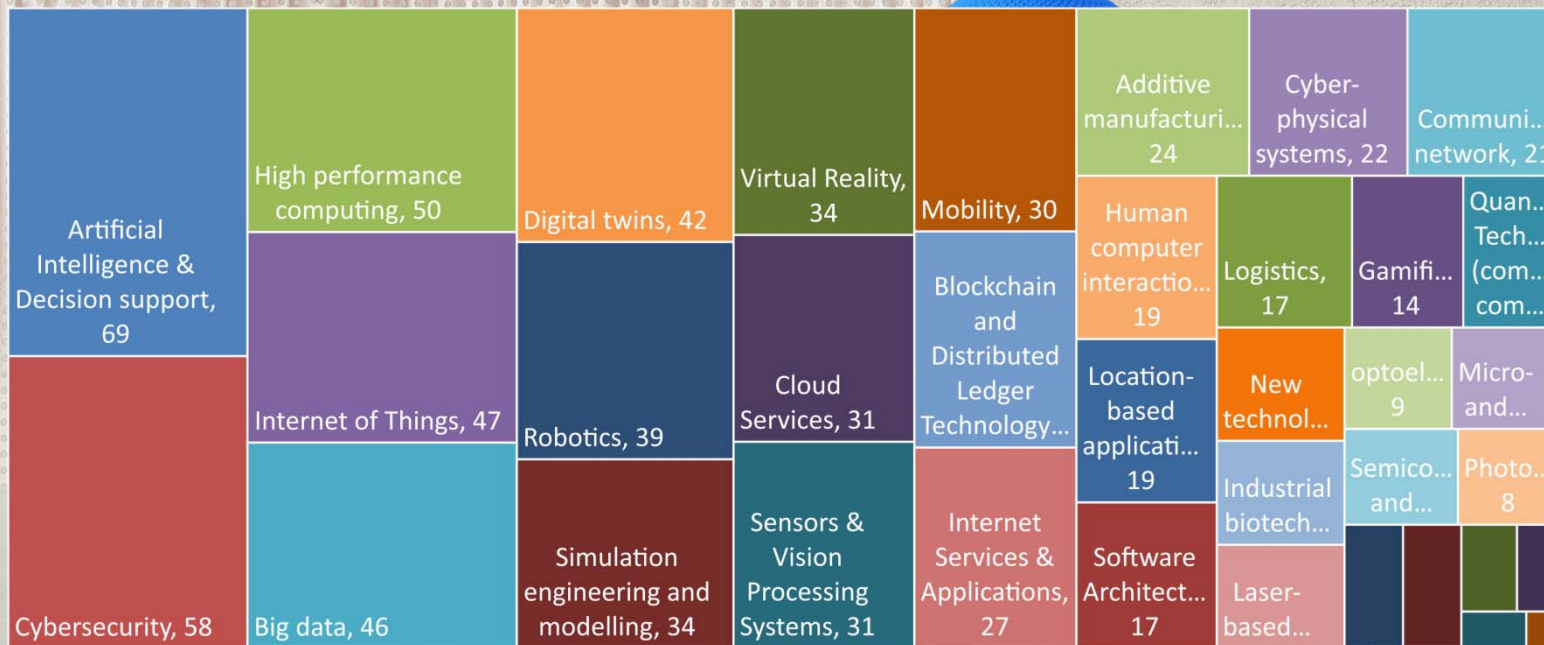 Artificial
Intelligence &
Decision support,
69
Cybersecurity, 58
High performance
computing, 50
Internet of Things, 47
Big data, 46
Digital twins, 42
Robotics, 39
Simulation
engineering and
modelling, 34
Virtual Reality,
34
Cloud
Services, 31
Sensors &
Vision
Processing
Systems, 31
Mobility, 30
Blockchain
and
Distributed
Ledger
Technology...
Internet
Services &
Applications,
27
Additive
manufacturi...
24
Cyber-
physical
systems, 22
Communi...
network, 21
Human
computer
interactio...
19
Location-
based
applicati...
19
Software
Architect...
17
Logistics,
17
Gamifi...
14
Quan...
Tech...
(com...
com...
New
technol...
Industrial
biotech...
Laser-
based...
optoel...
9
Micro-
and...
Semico...
and...
Photo...
8